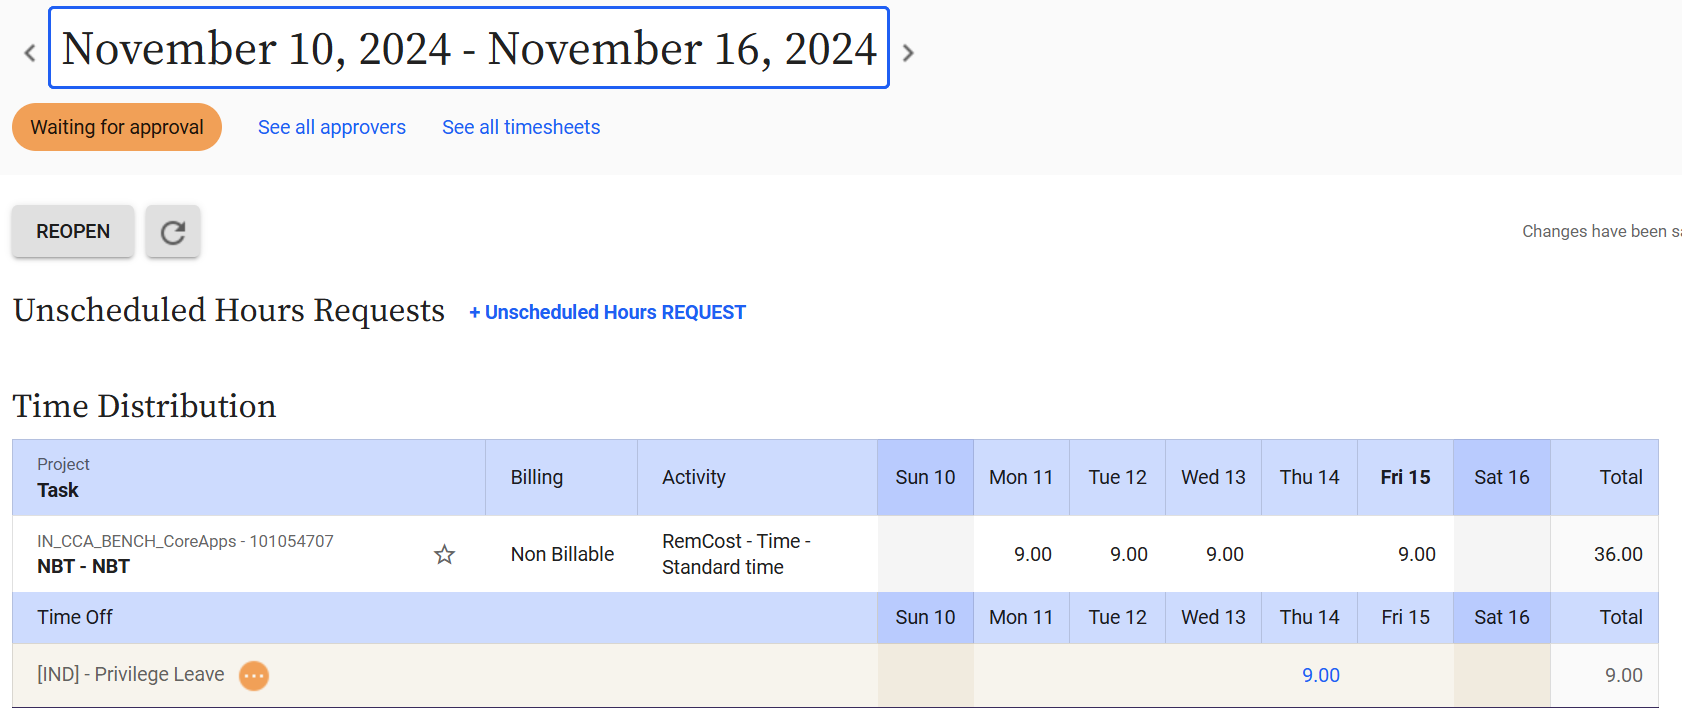 November 10, 2024 - November 16, 2024
Waiting for approval See all approvers See all timesheets
REOPEN
Changes have been
Unscheduled Hours Requests + Unscheduled Hours REQUEST
Time Distribution
Project
Task Billing Activity Sun 10 Mon 11 Tue 12 Wed 13 Thu 14 Fri 15 Sat 16 Total
IN_CCA_BENCH_CoreApps - 101054707
NBT - NBT Non Billable RemCost - Time - Standard time 9.00 9.00 9.00 9.00 36.00
Time Off Sun 10 Mon 11 Tue 12 Wed 13 Thu 14 Fri 15 Sat 16 Total
[IND] - Privilege Leave 9.00 9.00